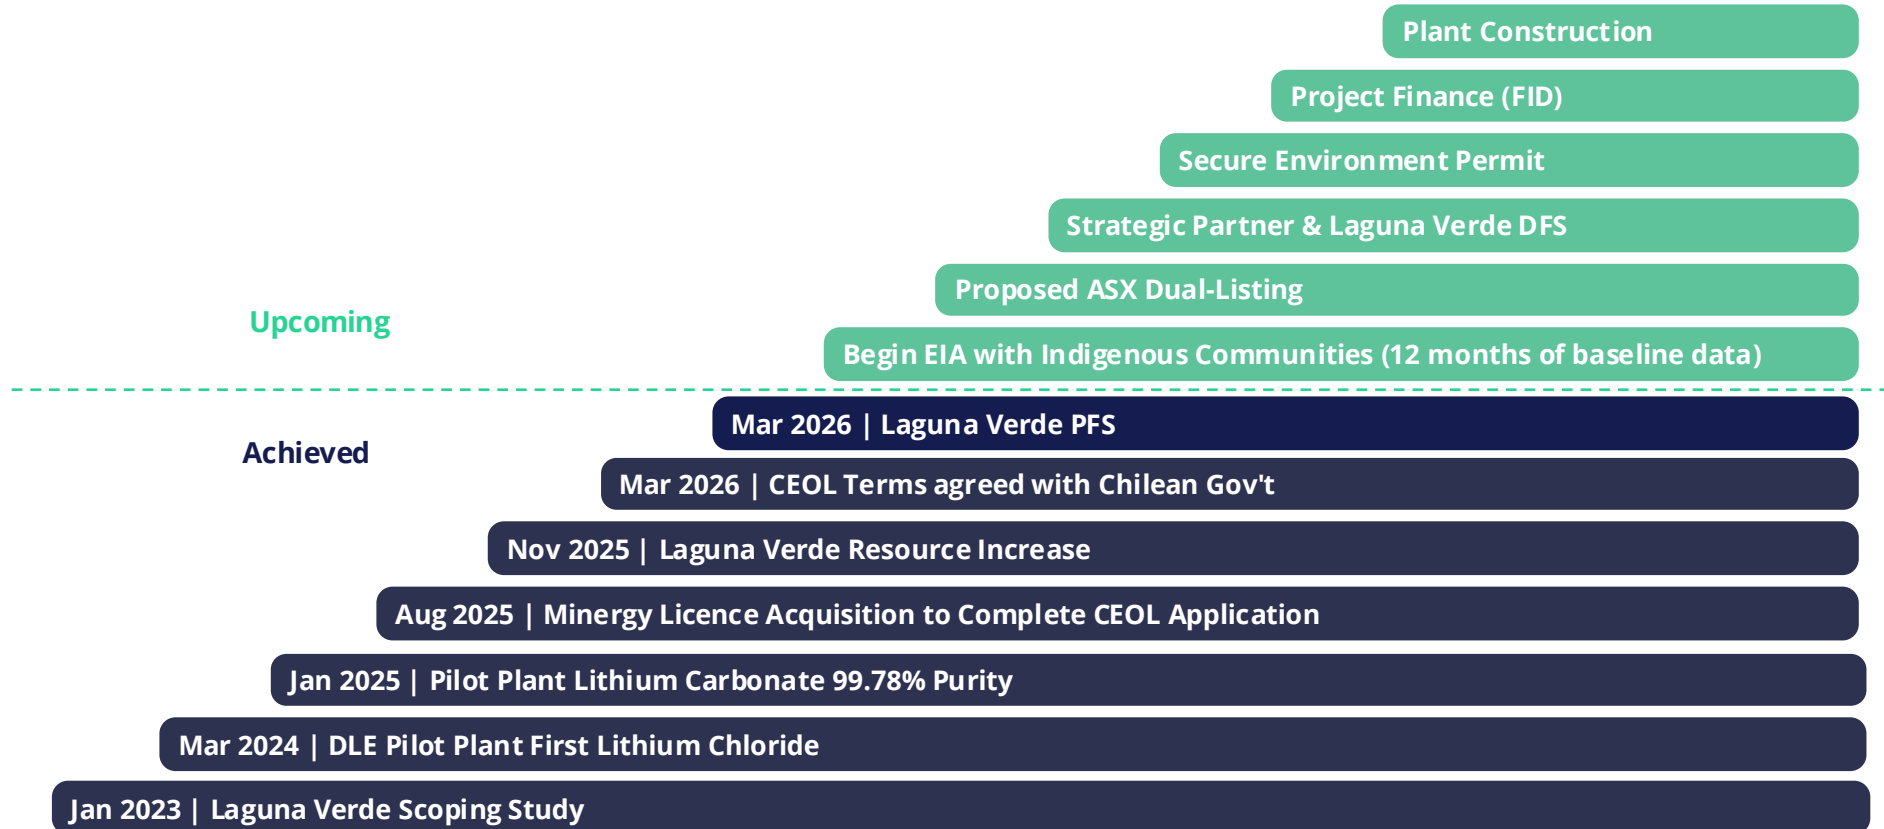 Plant Construction
Project Finance (FID)
Secure Environment Permit
Strategic Partner & Laguna Verde DFS
Proposed ASX Dual-Listing
Upcoming
Begin EIA with Indigenous Communities (12 months of baseline data)
Mar 2026 | Laguna Verde PFS
Achieved
Mar 2026 | CEOL Terms agreed with Chilean Gov't
Nov 2025 | Laguna Verde Resource Increase
Aug 2025 | Minergy Licence Acquisition to Complete CEOL Application
Jan 2025 | Pilot Plant Lithium Carbonate 99.78% Purity
Mar 2024 | DLE Pilot Plant First Lithium Chloride
Jan 2023 | Laguna Verde Scoping Study